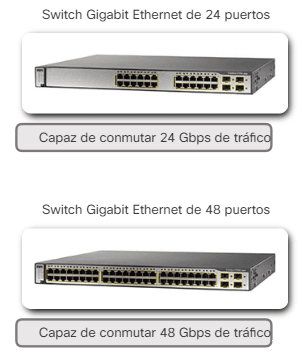 Switch Gigabit Ethernet de 24 puertos
Capaz de conmutar 24 Gbps de tráfico
Switch Gigabit Ethernet de 48 puertos
Capaz de conmutar 48 Gbps de tráfico